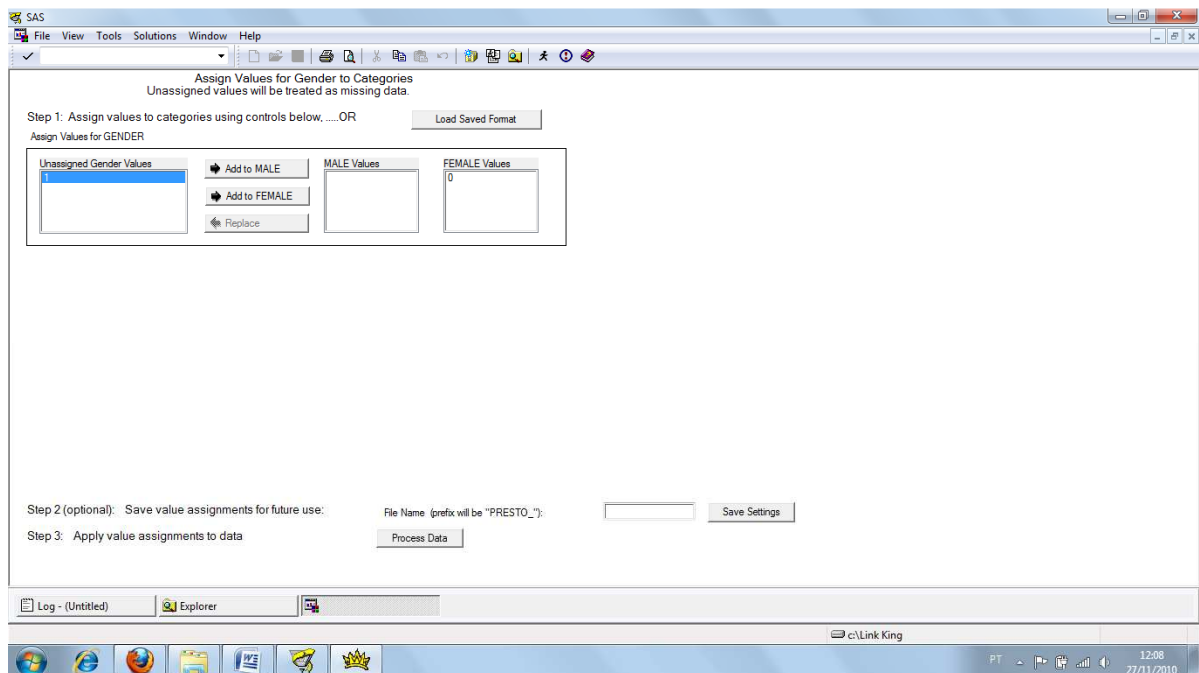 SAS
File View Tools Solutions Window Help
Assign Values for Gender to Categories
Unassigned values will be treated as missing data.
Step 1: Assign values to categories using controls below, .....OR
Load Saved Format
Assign Values for GENDER
Unassigned Gender Values
MALE Values
FEMALE Values
1
Add to MALE
0
Add to FEMALE
Replace
Step 2 (optional): Save value assignments for future use:
File Name (prefix will be "PRESTO_"):
Save Settings
Step 3: Apply value assignments to data
Process Data
Log - (Untitled)
Explorer
c:\Link King
PT
12:08
27/11/2010